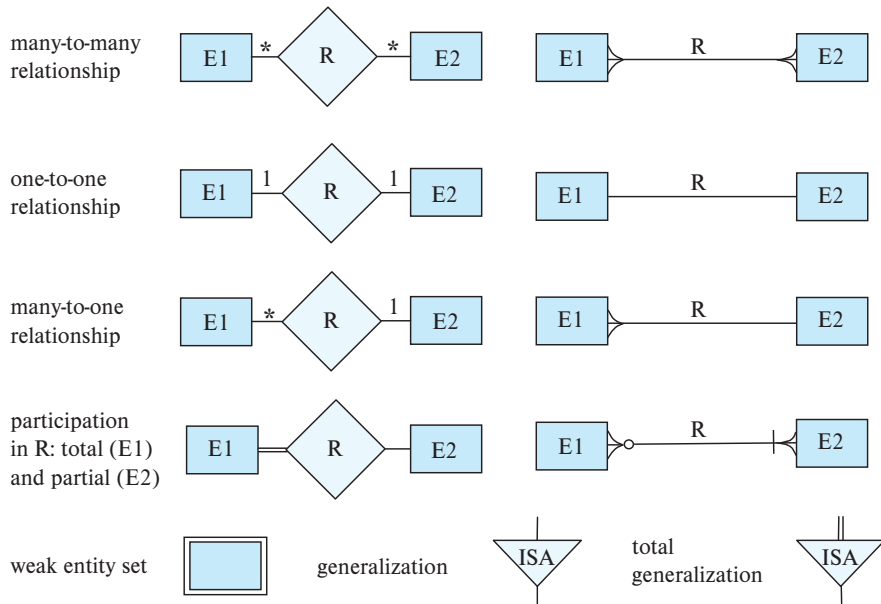 many-to-many
relationship
E1 * R * E2
E1 R E2
one-to-one
relationship
E1 1 R 1 E2
E1 R E2
many-to-one
relationship
E1 * R 1 E2
E1 R E2
participation
in R: total (E1)
and partial (E2)
E1 R E2
E1 R E2
weak entity set
generalization
ISA
total
generalization
ISA